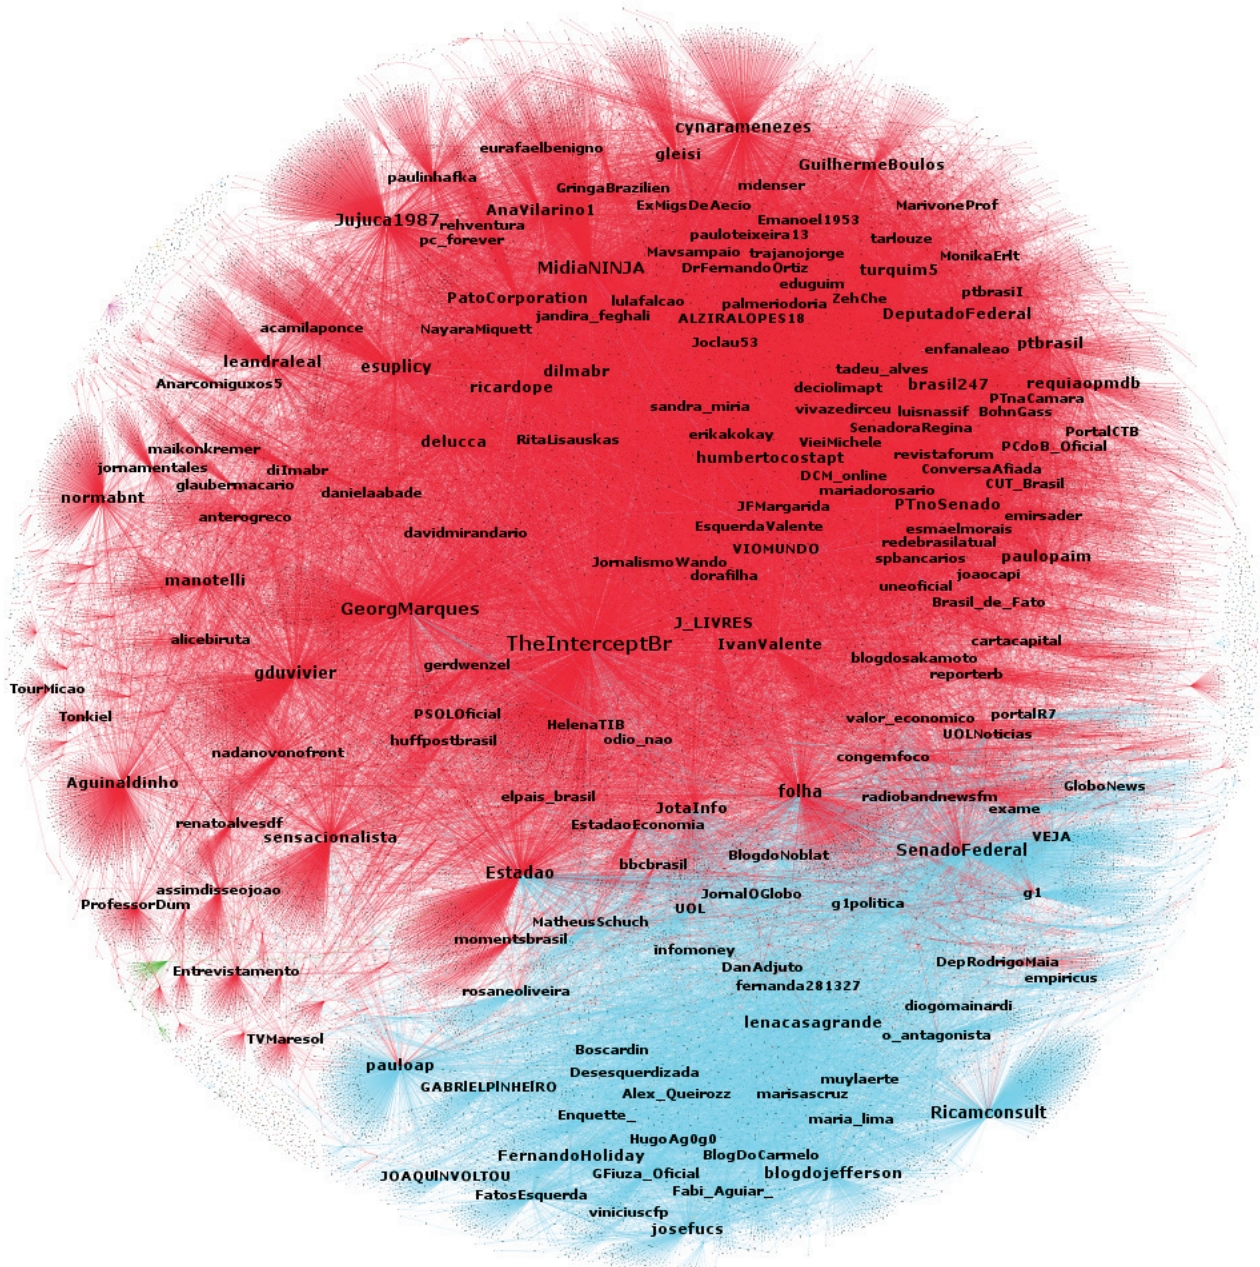 cynaramenezes
eurafaelbenigno
gleisi
GuilhermeBoulos
paulinhafka
GringaBrazilien
mdenser
ExMigsDeAecio
MarivoneProf
AnaVilarino1
Jujuca1987
rehventura
Emanoel1953
pauloteixeira13
tarlouze
pc_forever
Mavsampaio
trajanojorge
MonikaErlt
MidiaNINJA
DrFernandoOrtiz
turquim5
eduguim
ptbrasiI
PatoCorporation
lulafalcao
palmeriodoria
ZehChe
jandira_feghali
ALZIRALOPES18
DeputadoFederal
acamilaponce
NayaraMiquett
Joclau53
enfanaleao
ptbrasil
leandraleal
esuplicy
dilmabr
tadeu_alves
Anarcomiguxos5
ricardope
deciolimapt
brasil247
requiaopmdb
PTnaCamara
sandra_miria
vivazedirceu
luisnassif
BohnGass
delucca
RitaLisauskas
erikakokay
SenadoraRegina
PortalCTB
maikonkremer
VieiMichele
PCdoB_Oficial
jornamentales
diImabr
humbertocostapt
revistaforum
ConversaAfiada
glaubermacario
DCM_online
CUT_Brasil
normabnt
danielaabade
mariadorosario
JFMargarida
PTnoSenado
anterogreco
emirsader
davidmirandario
EsquerdaValente
esmaelmorais
VIOMUNDO
redebrasilatual
JornalismoWando
spbancarios
paulopaim
manotelli
dorafilha
joaocapi
uneoficial
GeorgMarques
Brasil_de_Fato
J_LIVRES
alicebiruta
TheInterceptBr
IvanValente
cartacapital
gerdwenzel
blogdosakamoto
gduvivier
reporterb
TourMicao
Tonkiel
PSOLOficial
HelenaTIB
valor_economico
portalR7
huffpostbrasil
odio_nao
UOLNoticias
nadanovonofront
congemfoco
Aguinaldinho
elpais_brasil
folha
radiobandnewsfm
GloboNews
JotaInfo
exame
renatoalvesdf
EstadaoEconomia
sensacionalista
VEJA
BlogdoNoblat
SenadoFederal
Estadao
bbcbrasil
assimdisseojoao
JornalOGlobo
g1
ProfessorDum
UOL
g1politica
MatheusSchuch
momentsbrasil
infomoney
Entrevistamento
DanAdjuto
DepRodrigoMaia
empiricus
rosaneoliveira
fernanda281327
diogomainardi
lenacasagrande
TVMaresol
o_antagonista
Boscardin
pauloap
Desesquerdizada
muylaerte
GABRlELPlNHElRO
Alex_Queirozz
marisascruz
Enquette_
maria_lima
Ricamconsult
HugoAg0g0
FernandoHoliday
BlogDoCarmelo
JOAQUlNVOLTOU
GFiuza_Oficial
blogdojefferson
FatosEsquerda
Fabi_Aguiar_
viniciuscfp
josefucs